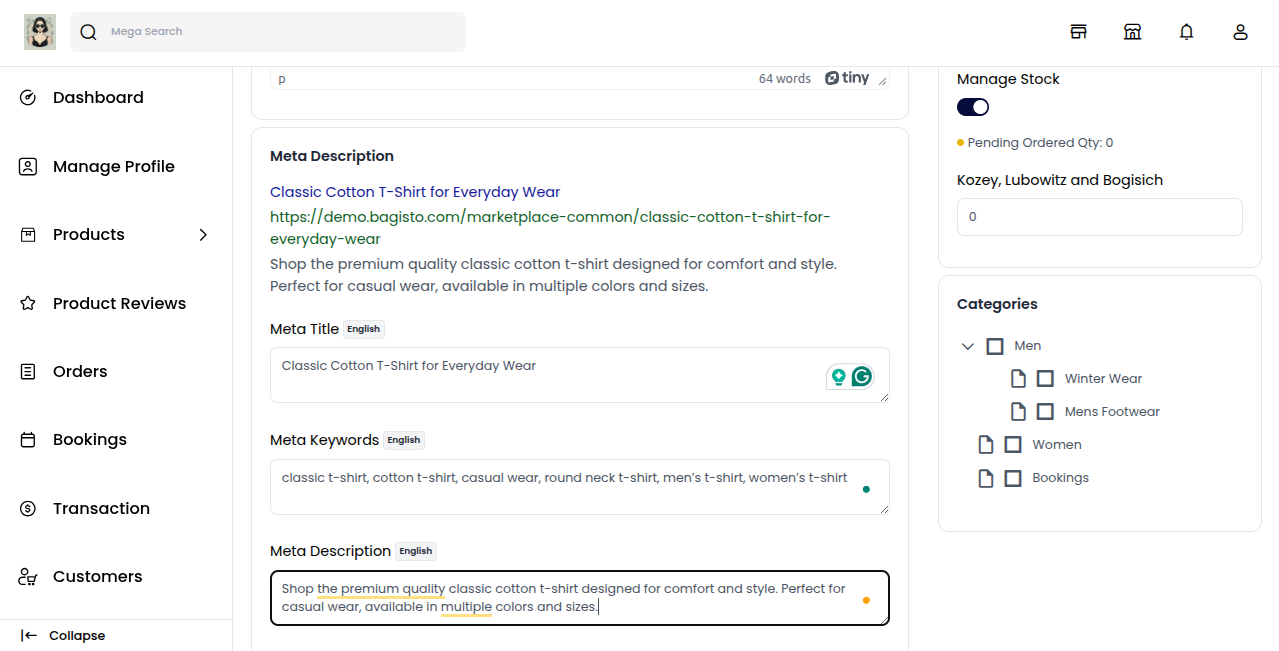 Mega Search
Dashboard
Manage Profile
Products
Product Reviews
Orders
Bookings
Transaction
Customers
Collapse
p
64 words
tiny
Meta Description
Classic Cotton T-Shirt for Everyday Wear
https://demo.bagisto.com/marketplace-common/classic-cotton-t-shirt-for-
everyday-wear
Shop the premium quality classic cotton t-shirt designed for comfort and style.
Perfect for casual wear, available in multiple colors and sizes.
Meta Title English
Classic Cotton T-Shirt for Everyday Wear
Meta Keywords English
classic t-shirt, cotton t-shirt, casual wear, round neck t-shirt, men’s t-shirt, women’s t-shirt
Meta Description English
Shop the premium quality classic cotton t-shirt designed for comfort and style. Perfect for
casual wear, available in multiple colors and sizes.
Manage Stock
Pending Ordered Qty: 0
Kozey, Lubowitz and Bogisich
0
Categories
Men
Winter Wear
Mens Footwear
Women
Bookings